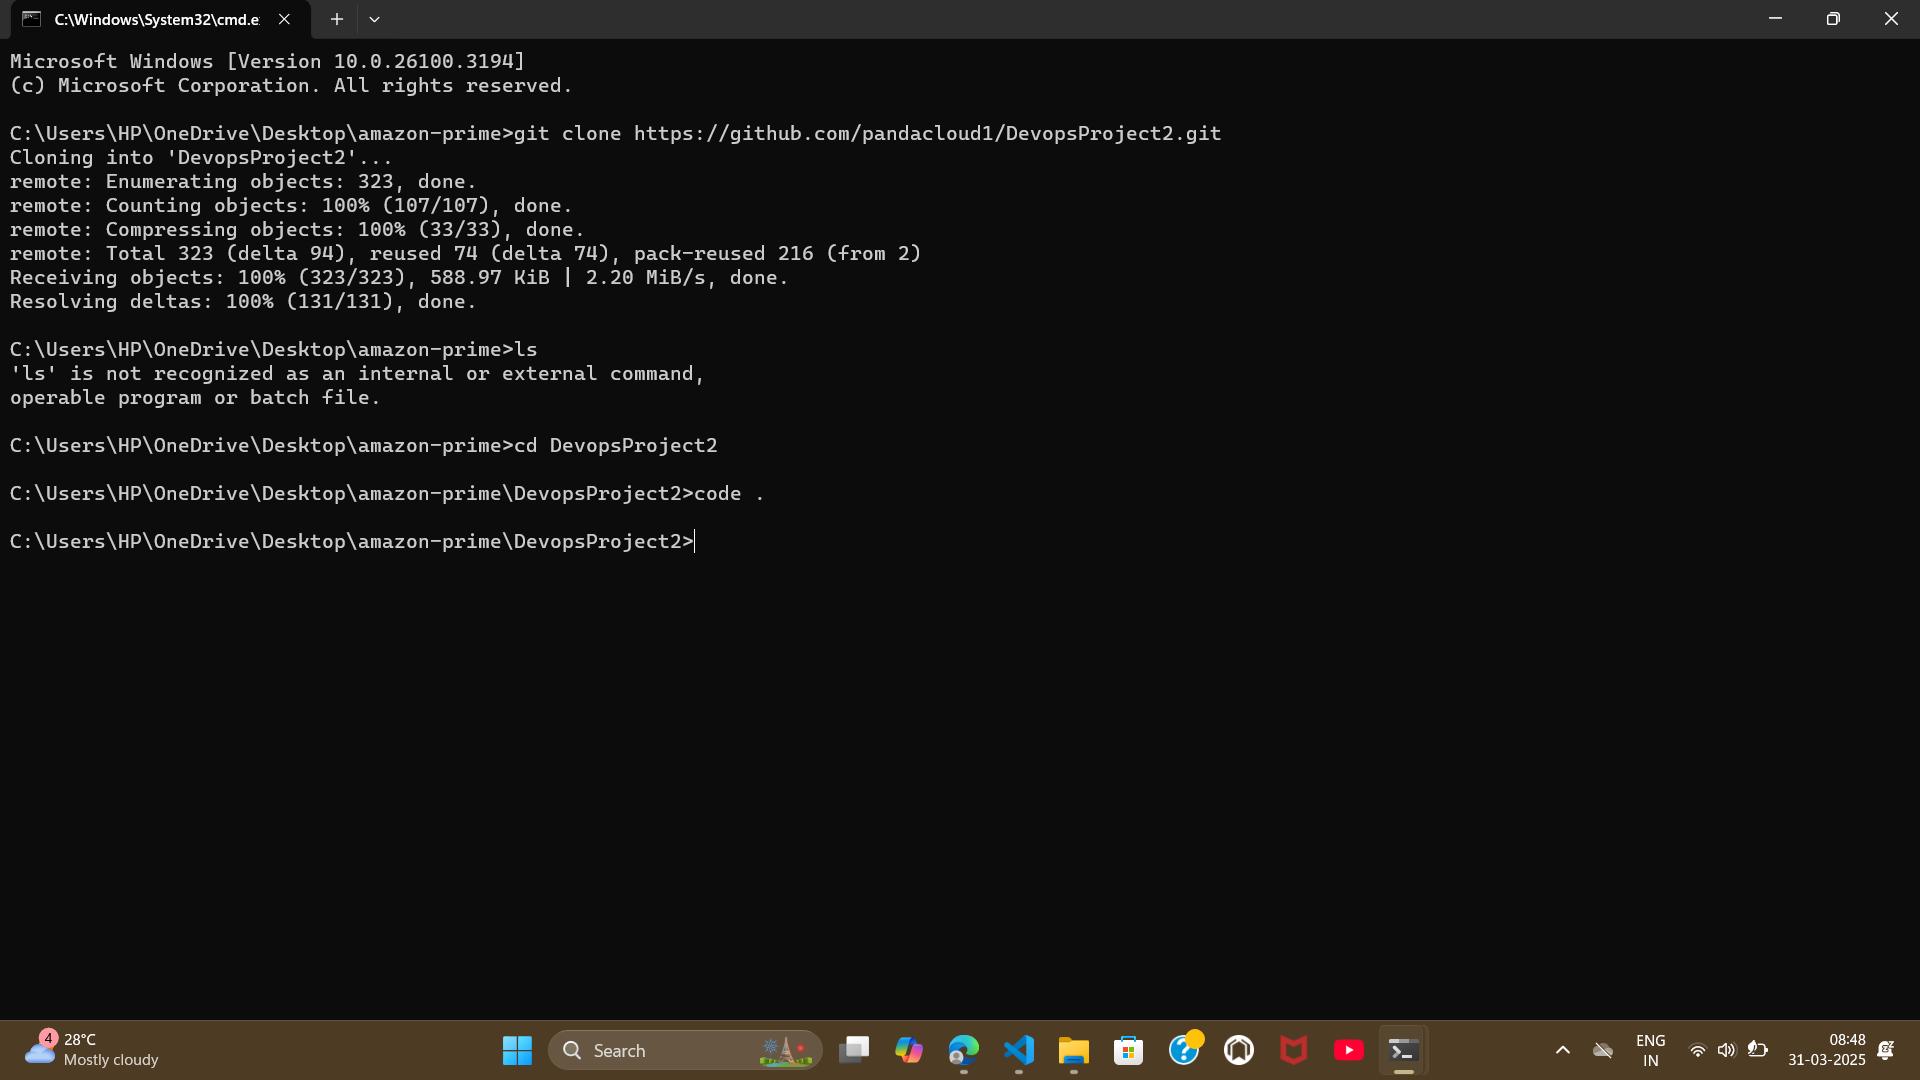 C:\Windows\System32\cmd.e
Microsoft Windows [Version 10.0.26100.3194]
(c) Microsoft Corporation. All rights reserved.
C:\Users\HP\OneDrive\Desktop\amazon-prime>git clone https://github.com/pandacloud1/DevopsProject2.git
Cloning into 'DevopsProject2'...
remote: Enumerating objects: 323, done.
remote: Counting objects: 100% (107/107), done.
remote: Compressing objects: 100% (33/33), done.
remote: Total 323 (delta 94), reused 74 (delta 74), pack-reused 216 (from 2)
Receiving objects: 100% (323/323), 588.97 KiB | 2.20 MiB/s, done.
Resolving deltas: 100% (131/131), done.
C:\Users\HP\OneDrive\Desktop\amazon-prime>ls
'ls' is not recognized as an internal or external command,
operable program or batch file.
C:\Users\HP\OneDrive\Desktop\amazon-prime>cd DevopsProject2
C:\Users\HP\OneDrive\Desktop\amazon-prime\DevopsProject2>code .
C:\Users\HP\OneDrive\Desktop\amazon-prime\DevopsProject2>
4
28°C
Mostly cloudy
Search
ENG
IN
08:48
31-03-2025